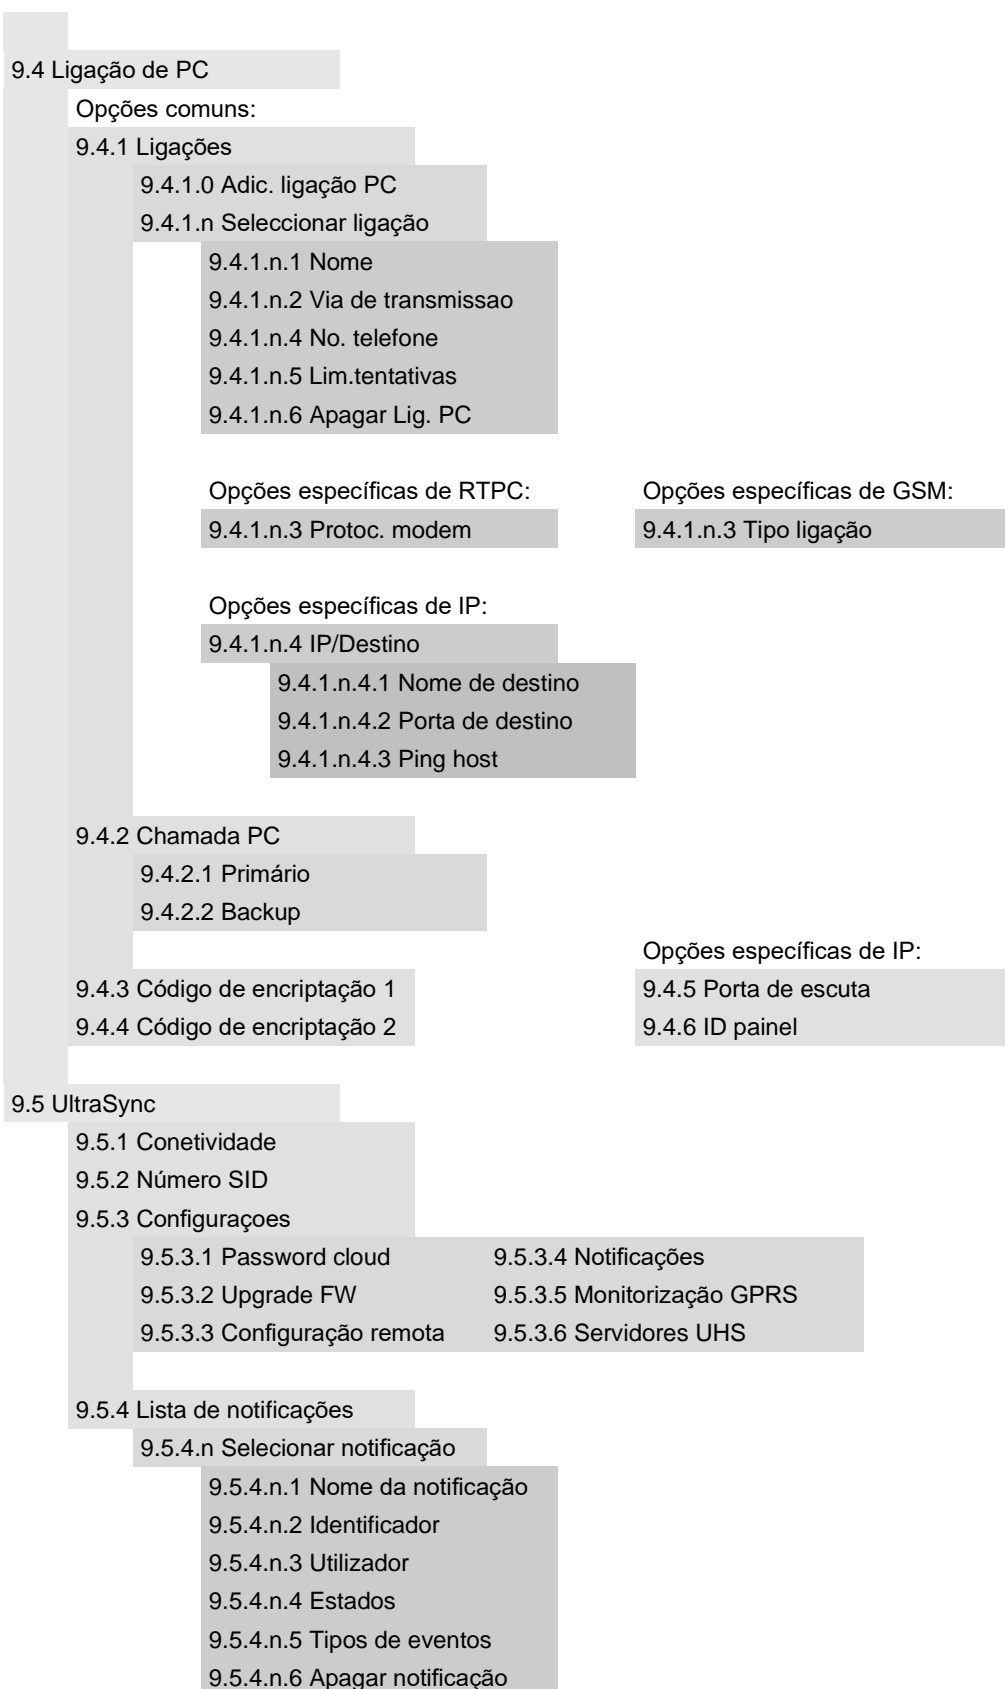 9.4 Ligação de PC
Opções comuns:
9.4.1 Ligações
9.4.1.0 Adic. ligação PC
9.4.1.n Seleccionar ligação
9.4.1.n.1 Nome
9.4.1.n.2 Via de transmissao
9.4.1.n.4 No. telefone
9.4.1.n.5 Lim.tentativas
9.4.1.n.6 Apagar Lig. PC
Opções específicas de RTPC:
9.4.1.n.3 Protoc. modem
Opções específicas de GSM:
9.4.1.n.3 Tipo ligação
Opções específicas de IP:
9.4.1.n.4 IP/Destino
9.4.1.n.4.1 Nome de destino
9.4.1.n.4.2 Porta de destino
9.4.1.n.4.3 Ping host
9.4.2 Chamada PC
9.4.2.1 Primário
9.4.2.2 Backup
9.4.3 Código de encriptação 1
9.4.4 Código de encriptação 2
Opções específicas de IP:
9.4.5 Porta de escuta
9.4.6 ID painel
9.5 UltraSync
9.5.1 Conetividade
9.5.2 Número SID
9.5.3 Configuraçoes
9.5.3.1 Password cloud
9.5.3.2 Upgrade FW
9.5.3.3 Configuração remota
9.5.3.4 Notificações
9.5.3.5 Monitorização GPRS
9.5.3.6 Servidores UHS
9.5.4 Lista de notificações
9.5.4.n Selecionar notificação
9.5.4.n.1 Nome da notificação
9.5.4.n.2 Identificador
9.5.4.n.3 Utilizador
9.5.4.n.4 Estados
9.5.4.n.5 Tipos de eventos
9.5.4.n.6 Apagar notificação